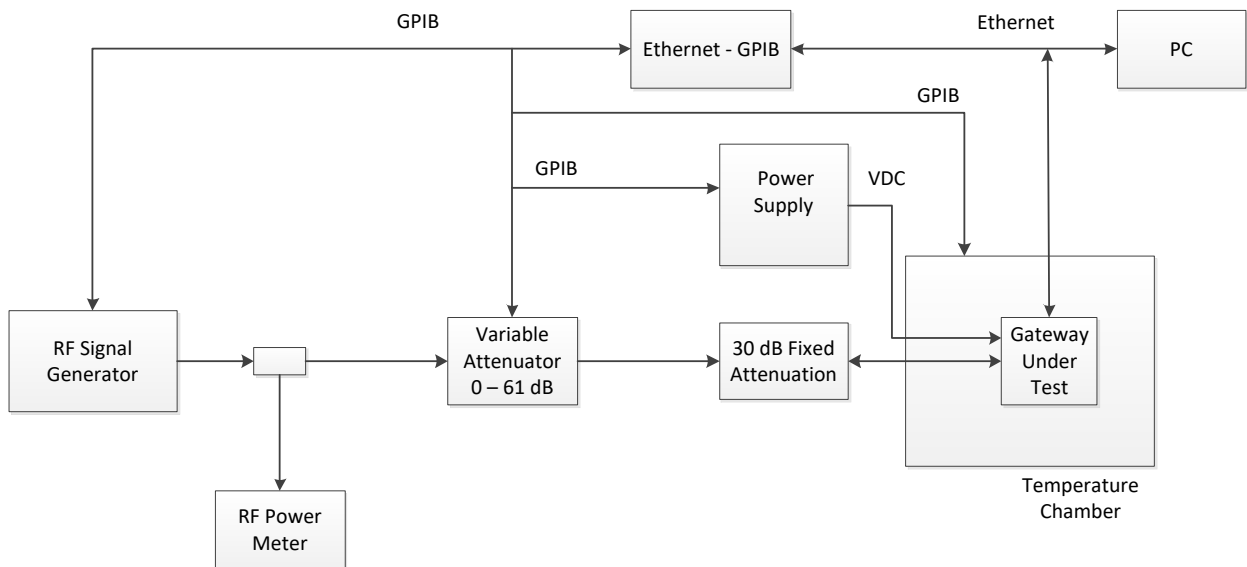 GPIB
Ethernet - GPIB
Ethernet
PC
GPIB
GPIB
Power
Supply
VDC
RF Signal
Generator
Variable
Attenuator
0 – 61 dB
30 dB Fixed
Attenuation
Gateway
Under
Test
Temperature
Chamber
RF Power
Meter